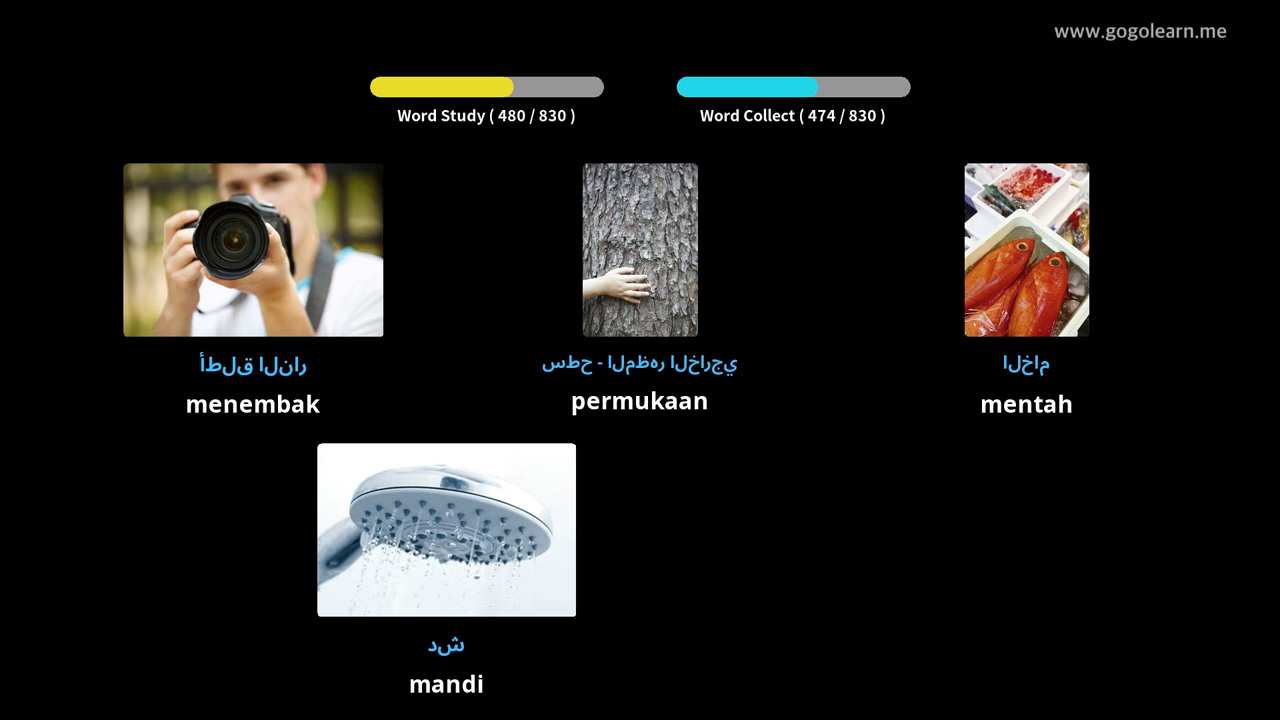 www.gogolearn.me
Word Study ( 480 / 830 )
Word Collect ( 474 / 830 )
أطلق النار
menembak
سطح - المظهر الخارجي
permukaan
الخام
mentah
دش
mandi